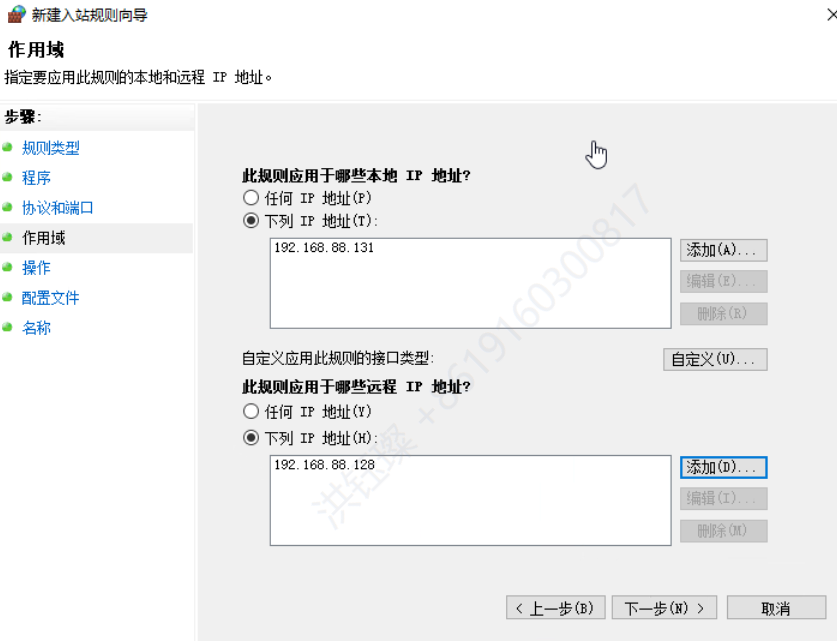 新建入站规则向导
作用域
指定要应用此规则的本地和远程 IP 地址。
步骤:
规则类型
程序
协议和端口
作用域
操作
配置文件
名称
此规则应用于哪些本地 IP 地址?
任何 IP 地址(P)
下列 IP 地址(T):
192.168.88.131
添加(A)...
编辑(E)...
删除(R)
自定义应用此规则的接口类型:
自定义(U)...
此规则应用于哪些远程 IP 地址?
任何 IP 地址(Y)
下列 IP 地址(H):
192.168.88.128
添加(D)...
编辑(I)...
删除(M)
< 上一步(B)
下一步(N) >
取消
洪钰璨 +8619160300817